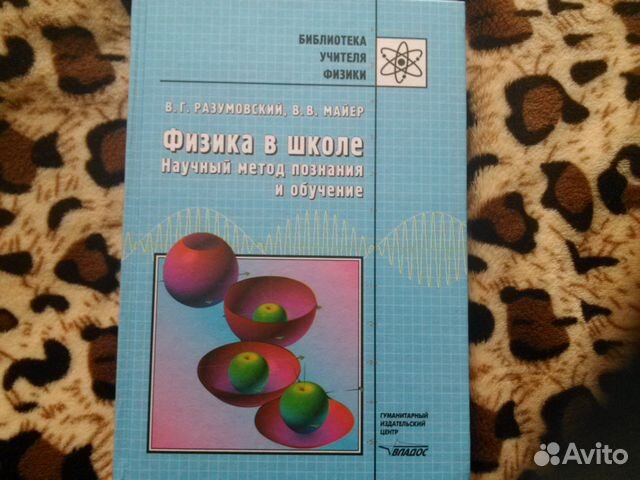 БИБЛИОТЕКА
УЧИТЕЛЯ
ФИЗИКИ
В. Г. РАЗУМОВСКИЙ, В. В. МАЙЕР
ФИЗИКА В ШКОЛЕ
НАУЧНЫЙ МЕТОД ПОЗНАНИЯ
И ОБУЧЕНИЕ
ГУМАНИТАРНЫЙ
ИЗДАТЕЛЬСКИЙ
ЦЕНТР
ВЛАДОС
Avito